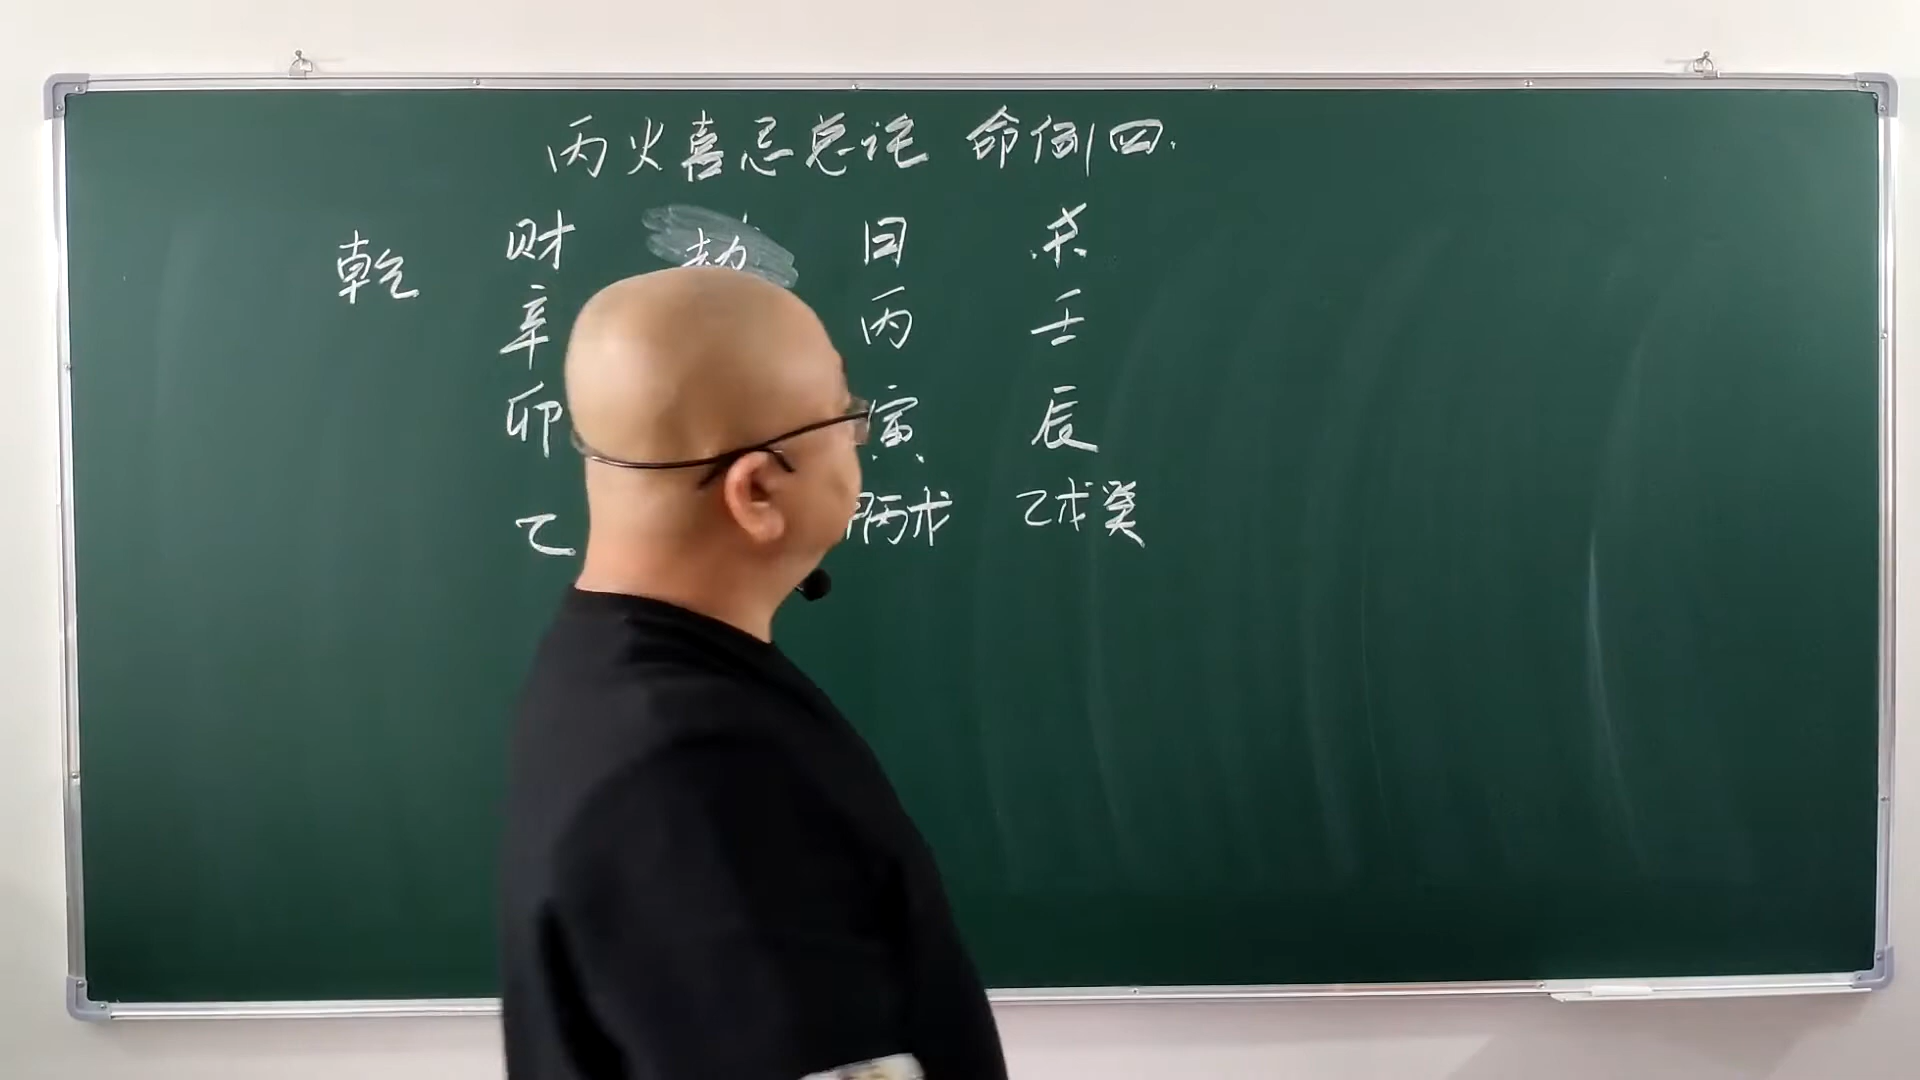 丙火喜忌总论 命例四.
乾 财 劫 日 杀
辛 丙 壬
卯 寅 辰
乙 丙戊 乙戊癸